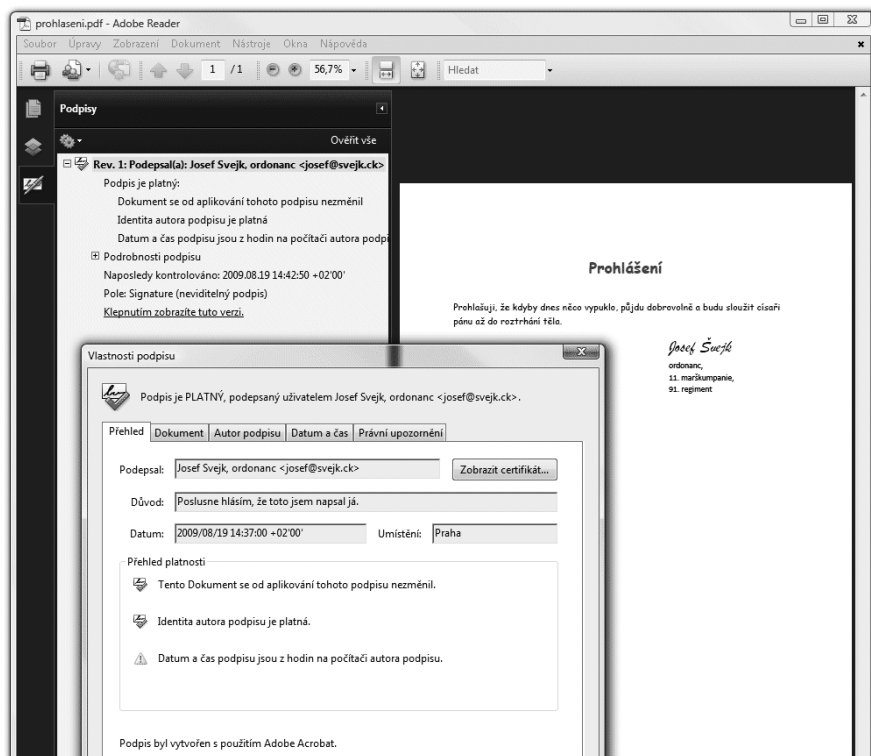 prohlaseni.pdf - Adobe Reader
Soubor Úpravy Zobrazení Dokument Nástroje Okna Nápověda
1 /1 56,7% Hledat
Podpisy
Ověřit vše
Rev. 1: Podepsal(a): Josef Svejk, ordonanc <josef@svejk.ck>
Podpis je platný:
Dokument se od aplikování tohoto podpisu nezměnil
Identita autora podpisu je platná
Datum a čas podpisu jsou z hodin na počítači autora podpi
Podrobnosti podpisu
Naposledy kontrolováno: 2009.08.19 14:42:50 +02'00'
Pole: Signature (neviditelný podpis)
Klepnutím zobrazíte tuto verzi.
Prohlášení
Prohlašuji, že kdyby dnes něco vypuklo, půjdu dobrovolně a budu sloužit císaři
pánu až do roztrhání těla.
Josef Švejk
ordonanc,
11. marškumpanie,
91. regiment
Vlastnosti podpisu
Podpis je PLATNÝ, podepsaný uživatelem Josef Svejk, ordonanc <josef@svejk.ck>.
Přehled Dokument Autor podpisu Datum a čas Právní upozornění
Podepsal: Josef Svejk, ordonanc <josef@svejk.ck> Zobrazit certifikát...
Důvod: Poslusne hlásím, že toto jsem napsal já.
Datum: 2009/08/19 14:37:00 +02'00' Umístění: Praha
Přehled platnosti
Tento Dokument se od aplikování tohoto podpisu nezměnil.
Identita autora podpisu je platná.
Datum a čas podpisu jsou z hodin na počítači autora podpisu.
Podpis byl vytvořen s použitím Adobe Acrobat.